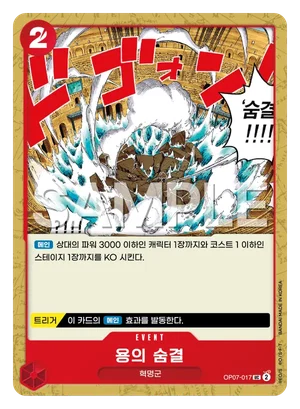 2
드 ㄹ ㄱ ㅗ ㅇ ㅗ ㄴ
숨결
!!!!
SAMPLE
메인 상대의 파워 3000 이하인 캐릭터 1장까지와 코스트 1 이하인
스테이지 1장까지를 KO 시킨다.
트리거 이 카드의 메인 효과를 발동한다.
EVENT
용의 숨결
혁명군
OP07-017 UC 2